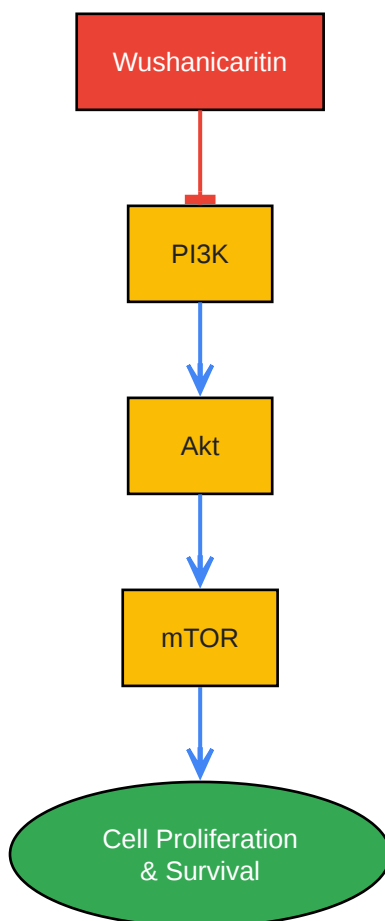 Wushanicaritin
PI3K
Akt
mTOR
Cell Proliferation
& Survival